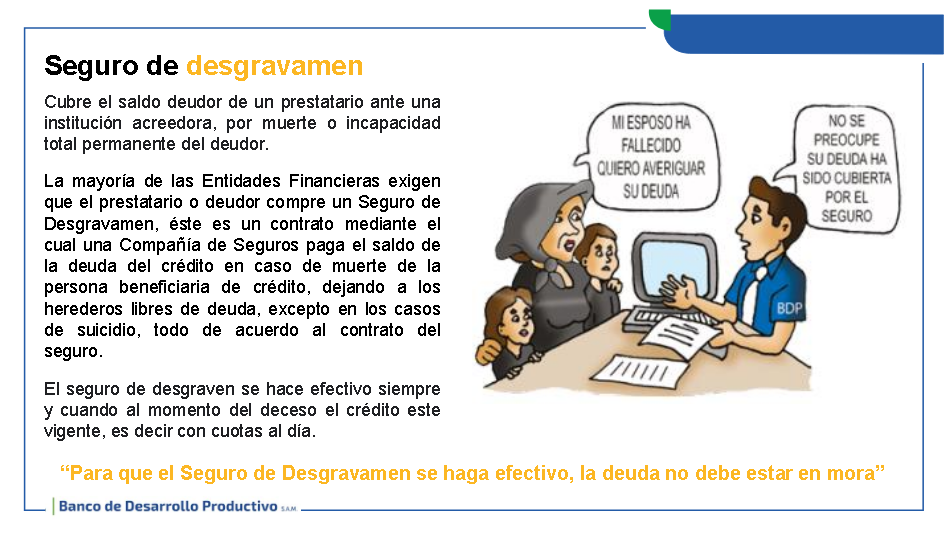 Seguro de desgravamen
Cubre el saldo deudor de un prestatario ante una
institución acreedora, por muerte o incapacidad
total permanente del deudor.
La mayoría de las Entidades Financieras exigen
que el prestatario o deudor compre un Seguro de
Desgravamen, éste es un contrato mediante el
cual una Compañía de Seguros paga el saldo de
la deuda del crédito en caso de muerte de la
persona beneficiaria de crédito, dejando a los
herederos libres de deuda, excepto en los casos
de suicidio, todo de acuerdo al contrato del
seguro.
El seguro de desgraven se hace efectivo siempre
y cuando al momento del deceso el crédito este
vigente, es decir con cuotas al día.
MI ESPOSO HA
FALLECIDO
QUIERO AVERIGUAR
SU DEUDA
NO SE
PREOCUPE
SU DEUDA HA
SIDO CUBIERTA
POR EL
SEGURO
BDP
“Para que el Seguro de Desgravamen se haga efectivo, la deuda no debe estar en mora”
Banco de Desarrollo Productivo S.A.M.